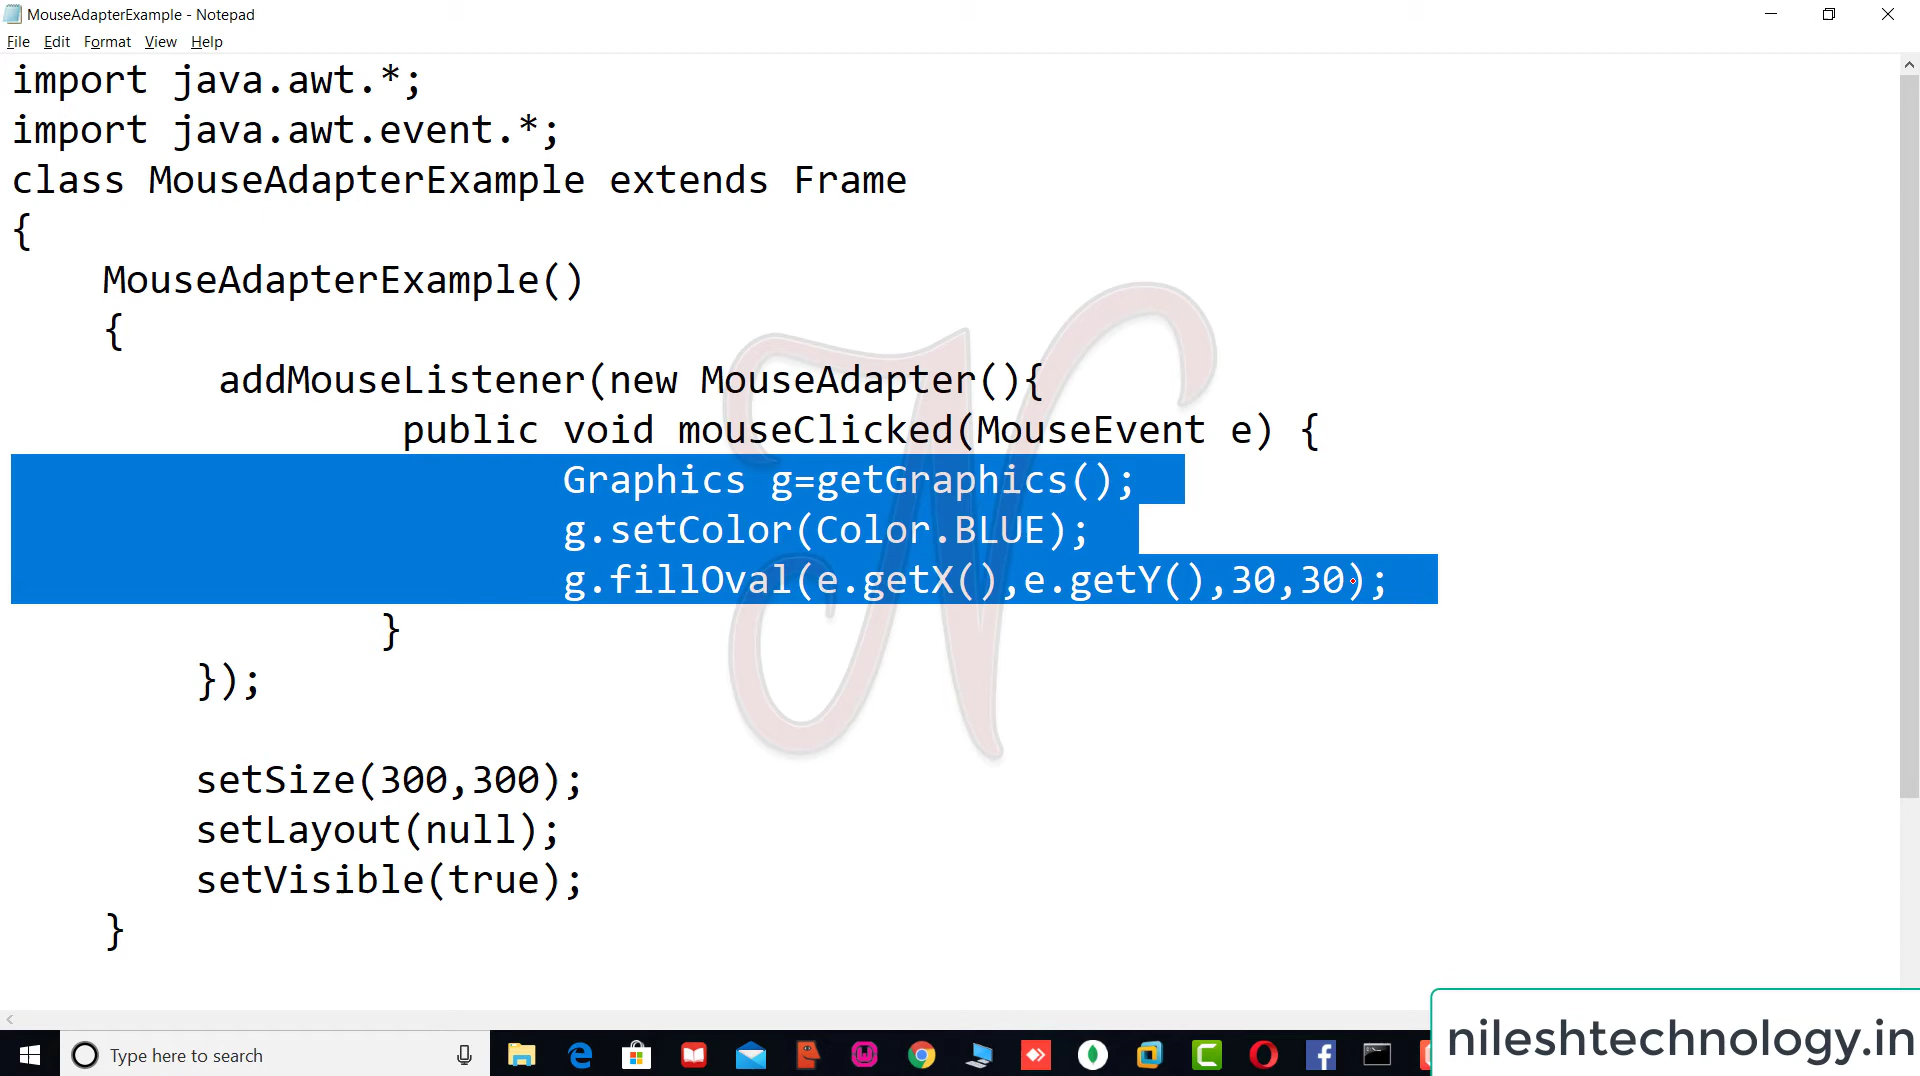 MouseAdapterExample - Notepad
File Edit Format View Help
import java.awt.*;
import java.awt.event.*;
class MouseAdapterExample extends Frame
{
MouseAdapterExample()
{
addMouseListener(new MouseAdapter(){
public void mouseClicked(MouseEvent e) {
Graphics g=getGraphics();
g.setColor(Color.BLUE);
g.fillOval(e.getX(),e.getY(),30,30);
}
});
setSize(300,300);
setLayout(null);
setVisible(true);
}
N
Type here to search
nileshtechnology.in